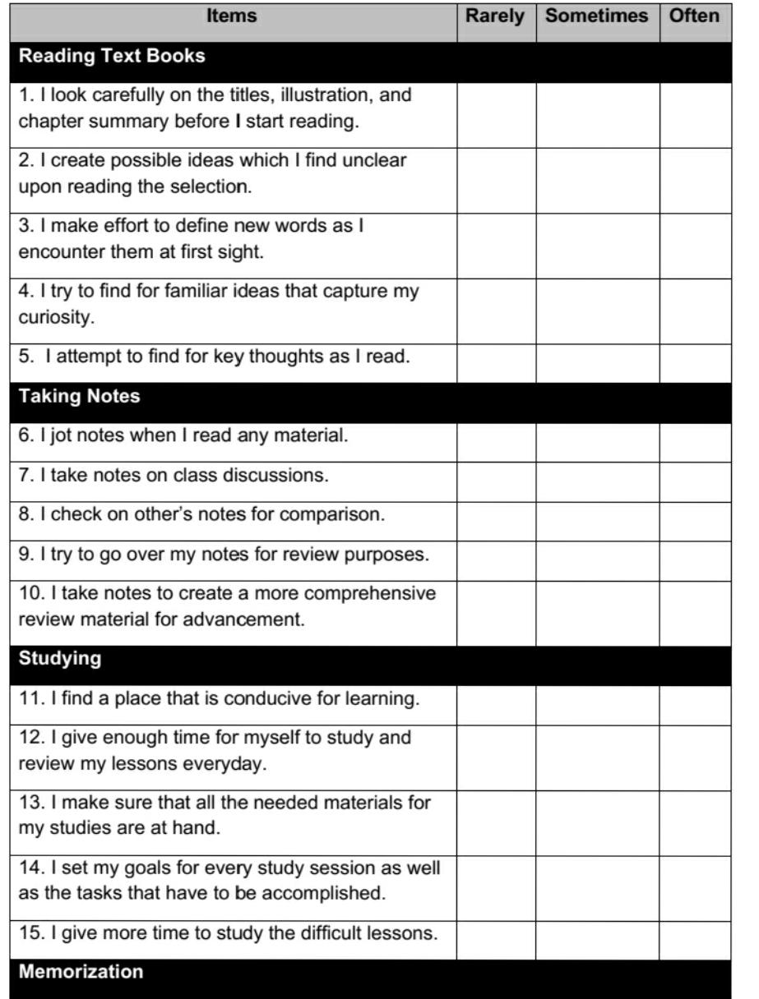 Items Rarely Sometimes Often
Reading Text Books
1. I look carefully on the titles, illustration, and
chapter summary before I start reading.
2. I create possible ideas which I find unclear
upon reading the selection.
3. I make effort to define new words as I
encounter them at first sight.
4. I try to find for familiar ideas that capture my
curiosity.
5.  I attempt to find for key thoughts as I read.
Taking Notes
6. I jot notes when I read any material.
7. I take notes on class discussions.
8. I check on other’s notes for comparison.
9. I try to go over my notes for review purposes.
10. I take notes to create a more comprehensive
review material for advancement.
Studying
11. I find a place that is conducive for learning.
12. I give enough time for myself to study and
review my lessons everyday.
13. I make sure that all the needed materials for
my studies are at hand.
14. I set my goals for every study session as well
as the tasks that have to be accomplished.
15. I give more time to study the difficult lessons.
Memorization